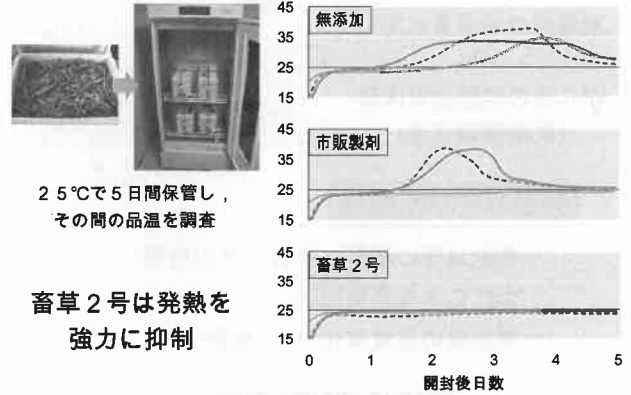 25℃で5日間保管し，
その間の品温を調査
畜草2号は発熱を
強力に抑制
45
35
25
15
無添加
45
35
25
15
市販製剤
45
35
25
15
畜草2号
0 1 2 3 4 5
開封後日数